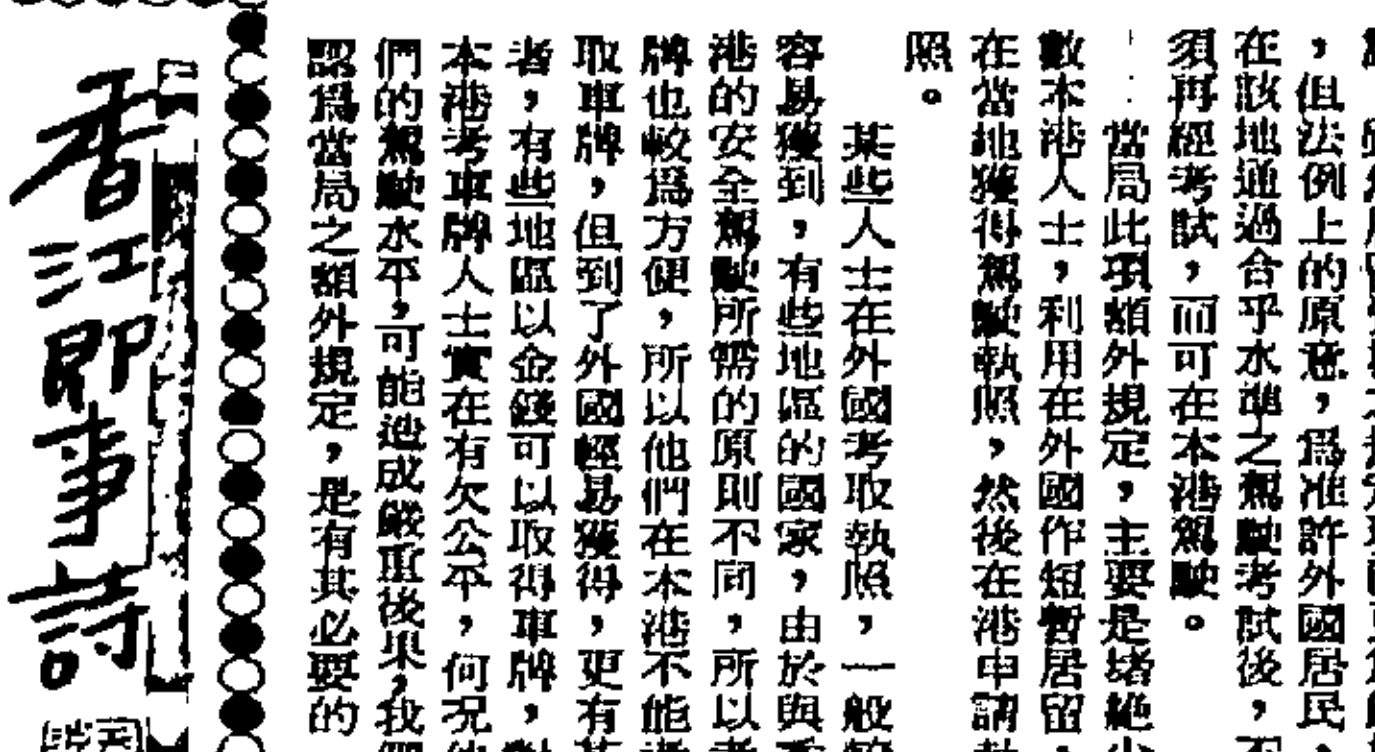 ，但法例上的原意，爲准許外國居民，
在該地通過合乎水準之駕駛考試後，不
須再經考試，而可在本港駕駛。
當局此項額外規定，主要是堵絕少
數本港人士，利用在外國作短暫居留，
在當地獲得駕駛執照，然後在港申請執
照。
某些人士在外國考取執照，一般較
容易獲到，有些地區的國家，由於與本
港的安全駕駛所需的原則不同，所以考
牌也較爲方便，所以他們在本港不能考
取車牌，但到了外國輕易獲得，更有甚
者，有些地區以金錢可以取得車牌，對
本港考車牌人士實在有欠公平，何況他
們的駕駛水平，可能造成嚴重後果，我們
認爲當局之額外規定，是有其必要的
香江即事詩